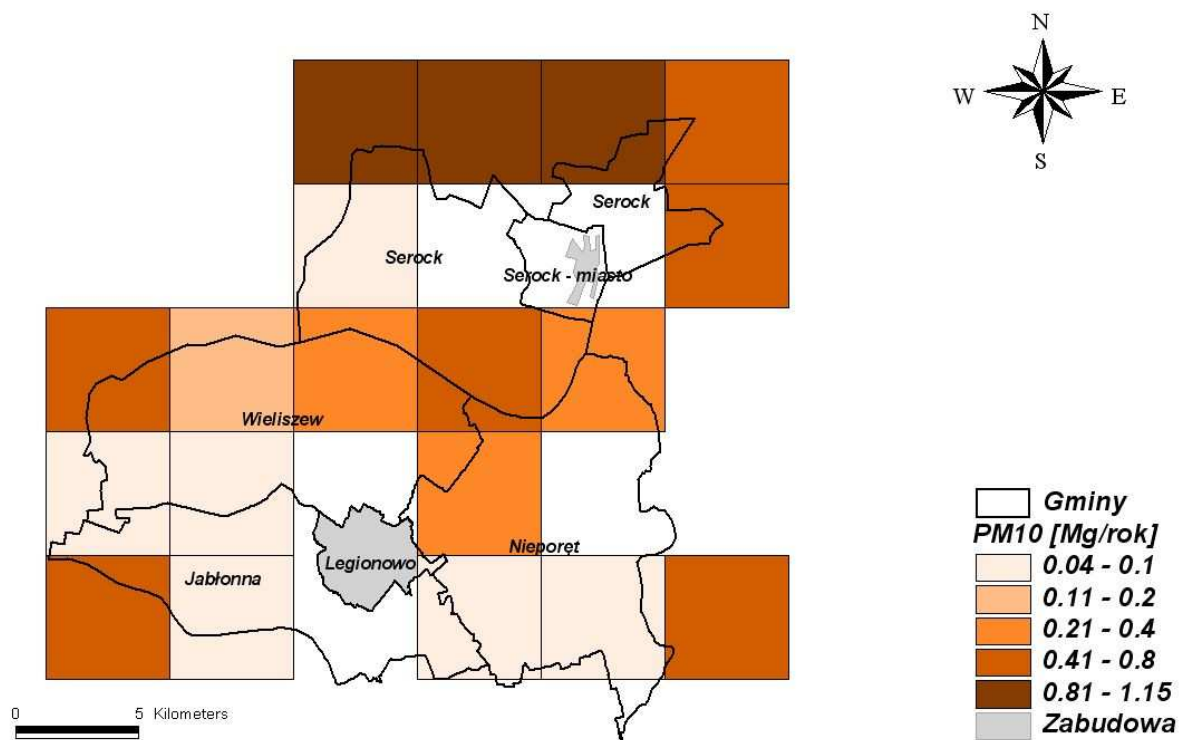 N
W E
S
Serock
Serock
Serock - miasto
Wieliszew
Nieporęt
Legionowo
Jabłonna
Gminy
PM10 [Mg/rok]
0.04 - 0.1
0.11 - 0.2
0.21 - 0.4
0.41 - 0.8
0.81 - 1.15
Zabudowa
0 5 Kilometers